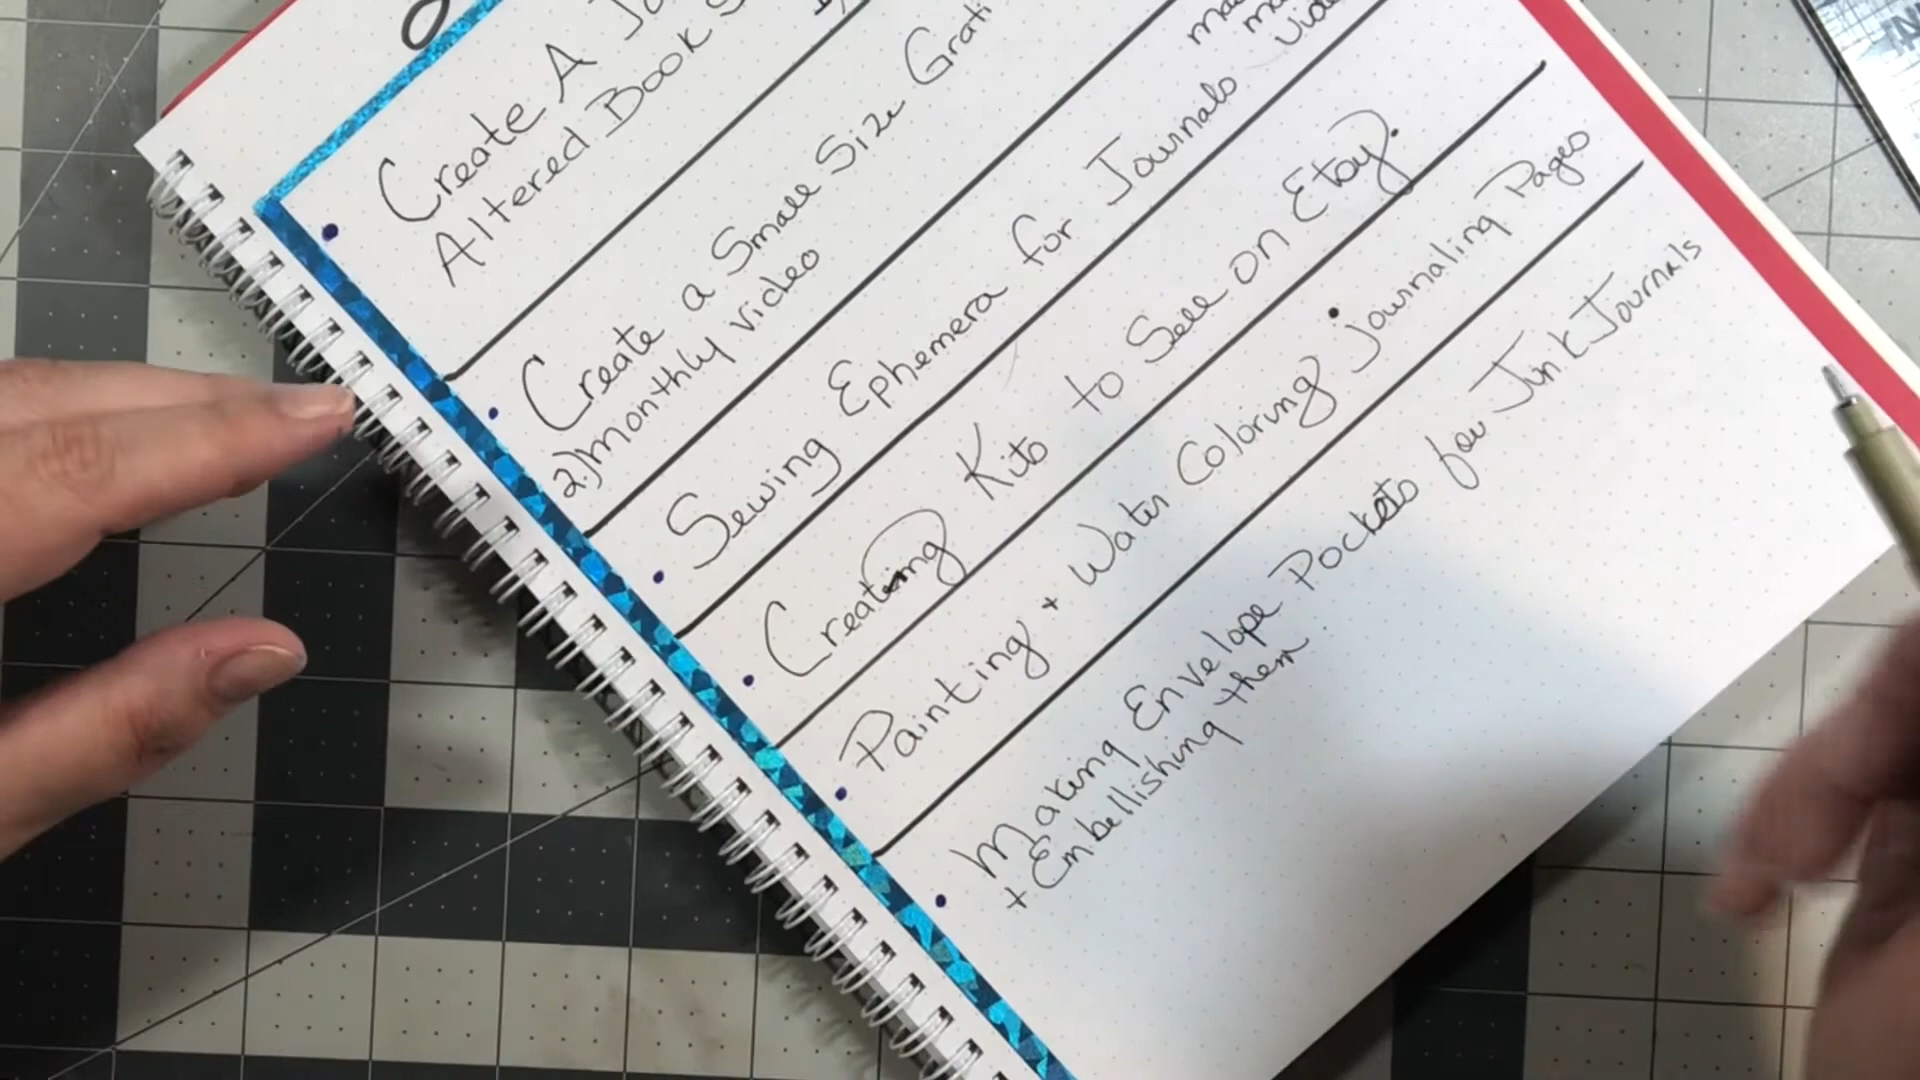 Create A
Altered Book
Create a Small Size
2.) Monthly Video
Sewing Ephemera for Journals
Creating Kits to Sell on Etsy.
Painting + Water Coloring Journaling Pages
Making Envelope Pockets for Junk Journals
+ Embellishing them.